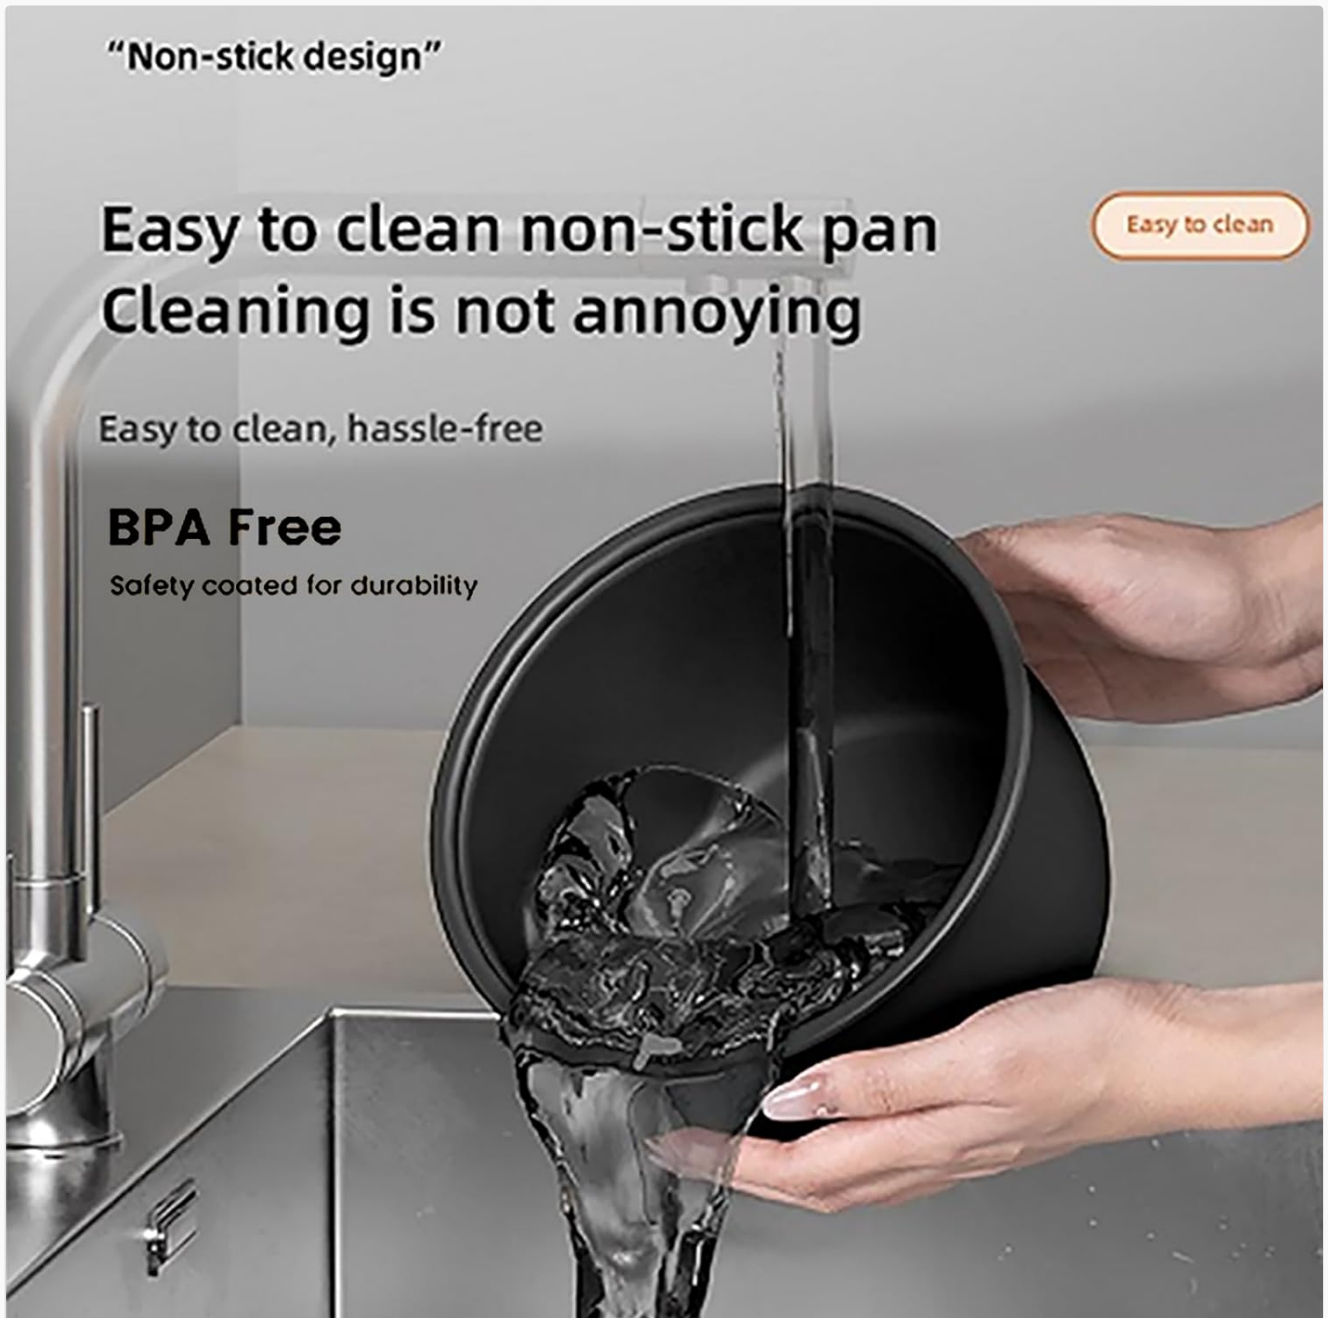 “Non-stick design”
Easy to clean non-stick pan
Easy to clean
Cleaning is not annoying
Easy to clean, hassle-free
BPA Free
Safety coated for durability